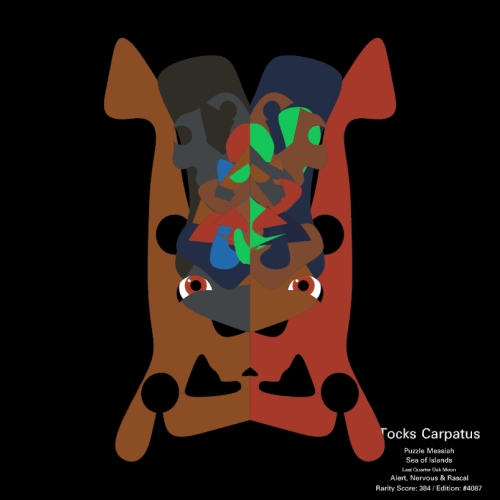 Tocks Carpatus
Puzzle Messiah
Sea of Islands
Last Quarter Oak Moon
Alert, Nervous & Rascal
Rarity Score: 384 / Edition: #4087